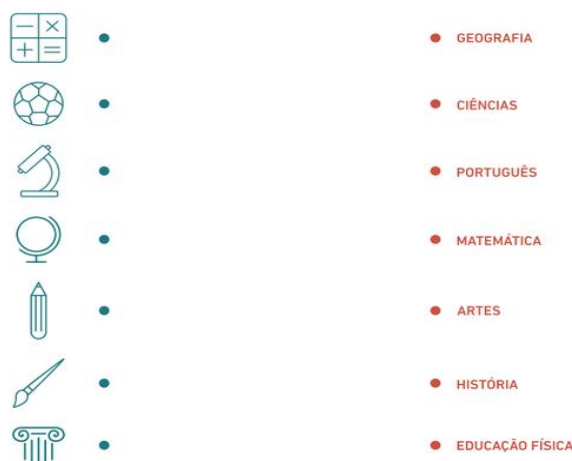 GEOGRAFIA
CIÊNCIAS
PORTUGUÊS
MATEMÁTICA
ARTES
HISTÓRIA
EDUCAÇÃO FÍSICA